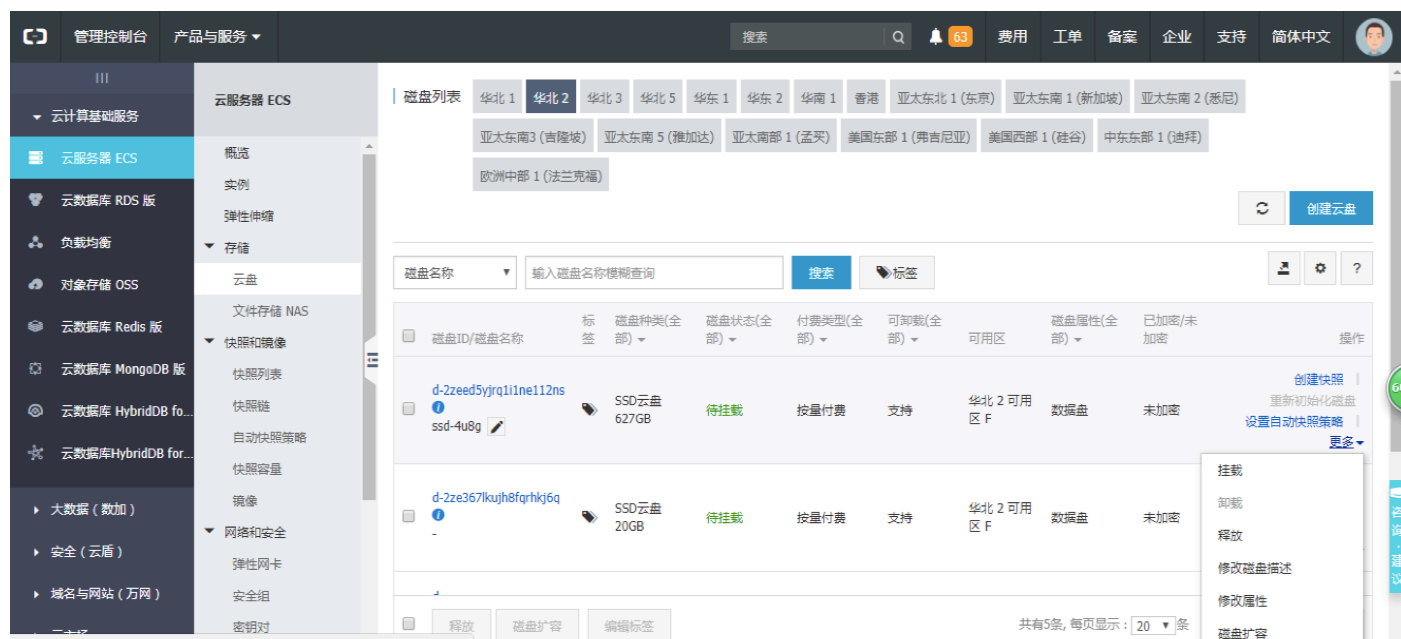 管理控制台 产品与服务 搜索 63 费用 工单 备案 企业 支持 简体中文
云计算基础服务
云服务器 ECS
云数据库 RDS 版
负载均衡
对象存储 OSS
云数据库 Redis 版
云数据库 MongoDB 版
云数据库 HybridDB fo...
云数据库HybridDB for...
大数据 ( 数加 )
安全 ( 云盾 )
域名与网站 ( 万网 )
云服务器 ECS
概览
实例
弹性伸缩
存储
云盘
文件存储 NAS
快照和镜像
快照列表
快照链
自动快照策略
快照容量
镜像
网络和安全
弹性网卡
安全组
密钥对
磁盘列表 华北 1 华北 2 华北 3 华北 5 华东 1 华东 2 华南 1 香港 亚太东北 1 (东京) 亚太东南 1 (新加坡) 亚太东南 2 (悉尼)
亚太东南3 (吉隆坡) 亚太东南 5 (雅加达) 亚太南部 1 (孟买) 美国东部 1 (弗吉尼亚) 美国西部 1 (硅谷) 中东东部 1 (迪拜)
欧洲中部 1 (法兰克福)
创建云盘
磁盘名称 输入磁盘名称模糊查询 搜索 标签 ?
磁盘ID/磁盘名称 标签 磁盘种类(全部) 磁盘状态(全部) 付费类型(全部) 可卸载(全部) 可用区 磁盘属性(全部) 已加密/未加密 操作
d-2zeed5yjrq1i1ne112ns
ssd-4u8g
SSD云盘
627GB
待挂载 按量付费 支持
华北 2 可用
区 F
数据盘 未加密
创建快照
重新初始化磁盘
设置自动快照策略
更多
d-2ze367lkujh8fqrhkj6q
-
SSD云盘
20GB
待挂载 按量付费 支持
华北 2 可用
区 F
数据盘 未加密
挂载
卸载
释放
修改磁盘描述
修改属性
磁盘扩容
释放 磁盘扩容 编辑标签 共有5条, 每页显示 : 20 条
咨询·建议